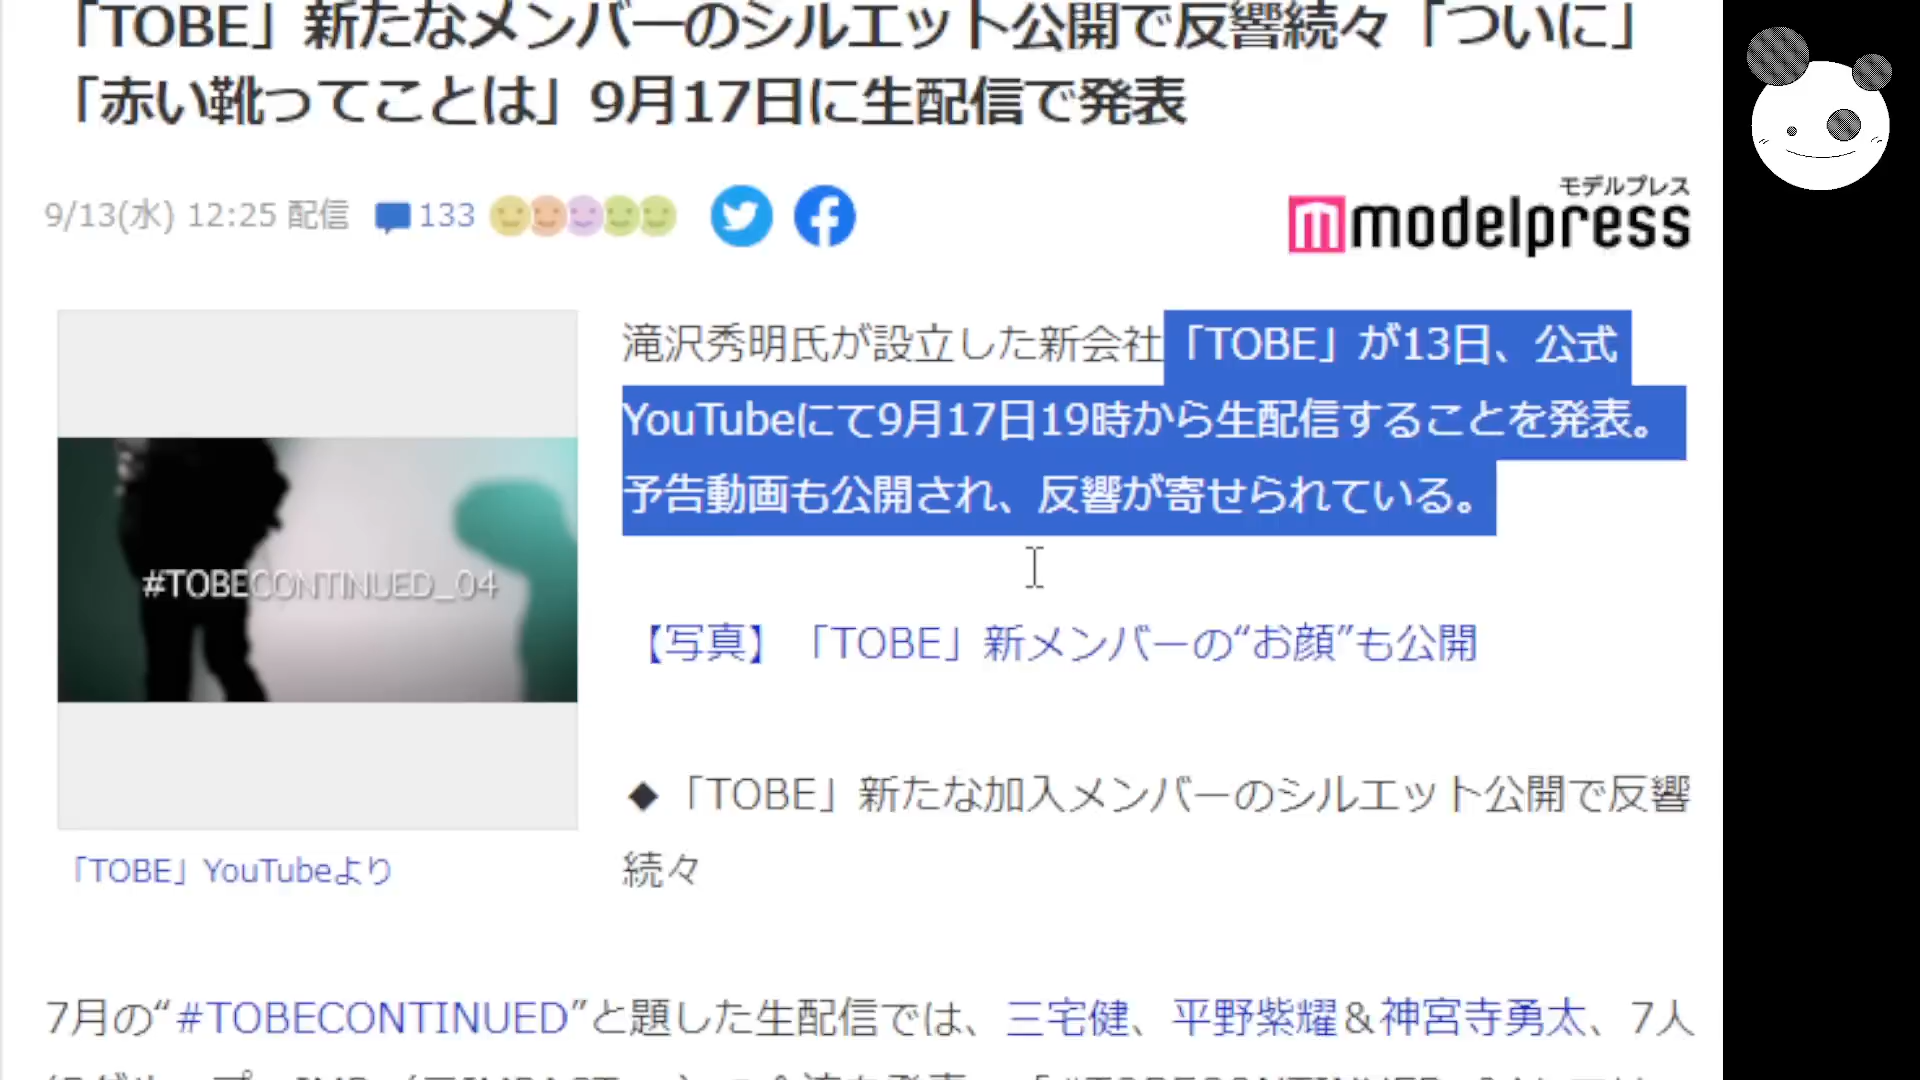 「TOBE」新たなメンバーのシルエット公開で反響続々「ついに」
「赤い靴ってことは」9月17日に生配信で発表
9/13(水) 12:25 配信
133
モデルプレス
modelpress
滝沢秀明氏が設立した新会社「TOBE」が13日、公式
YouTubeにて9月17日19時から生配信することを発表。
予告動画も公開され、反響が寄せられている。
#TOBECONTINUED_04
【写真】「TOBE」新メンバーの“お顔”も公開
◆「TOBE」新たな加入メンバーのシルエット公開で反響
続々
「TOBE」YouTubeより
7月の“#TOBECONTINUED”と題した生配信では、三宅健、平野紫耀＆神宮寺勇太、7人